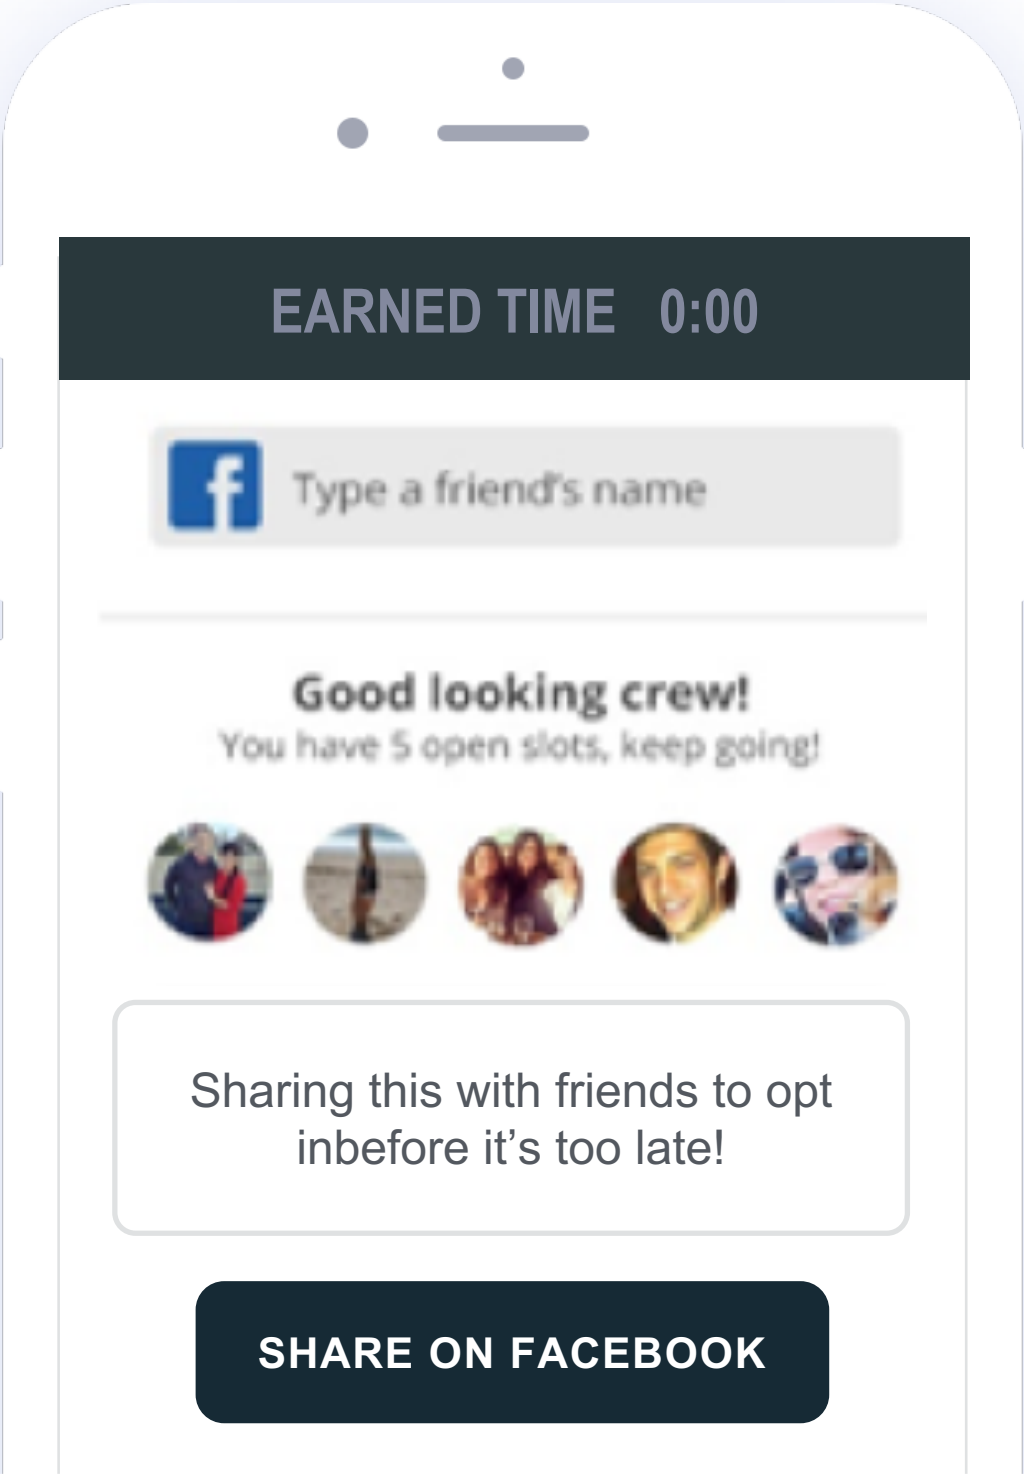 EARNED TIME 0:00
f Type a friend's name
Good looking crew!
You have 5 open slots, keep going!
Sharing this with friends to opt
inbefore it’s too late!
SHARE ON FACEBOOK